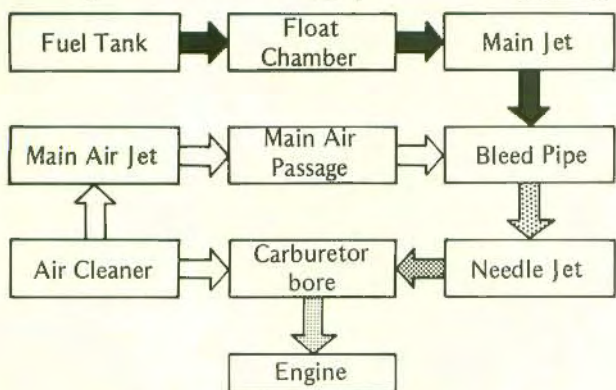 Fuel Tank
Float
Chamber
Main Jet
Main Air Jet
Main Air
Passage
Bleed Pipe
Air Cleaner
Carburetor
bore
Needle Jet
Engine